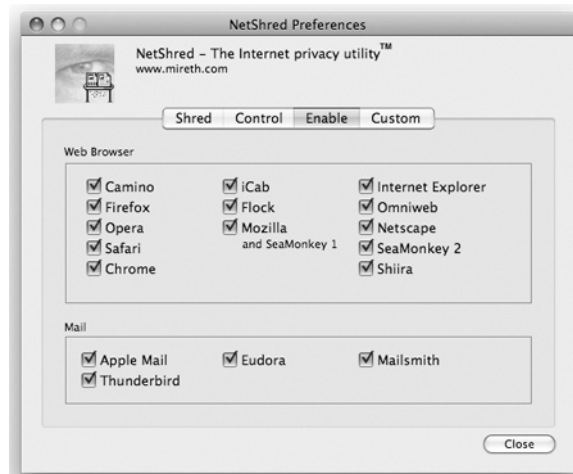 NetShred Preferences
NetShred – The Internet privacy utility™
www.mireth.com
Shred Control Enable Custom
Web Browser
Camino iCab Internet Explorer
Firefox Flock Omniweb
Opera Mozilla Netscape
and SeaMonkey 1
Safari SeaMonkey 2
Chrome Shiira
Mail
Apple Mail Eudora Mailsmith
Thunderbird
Close